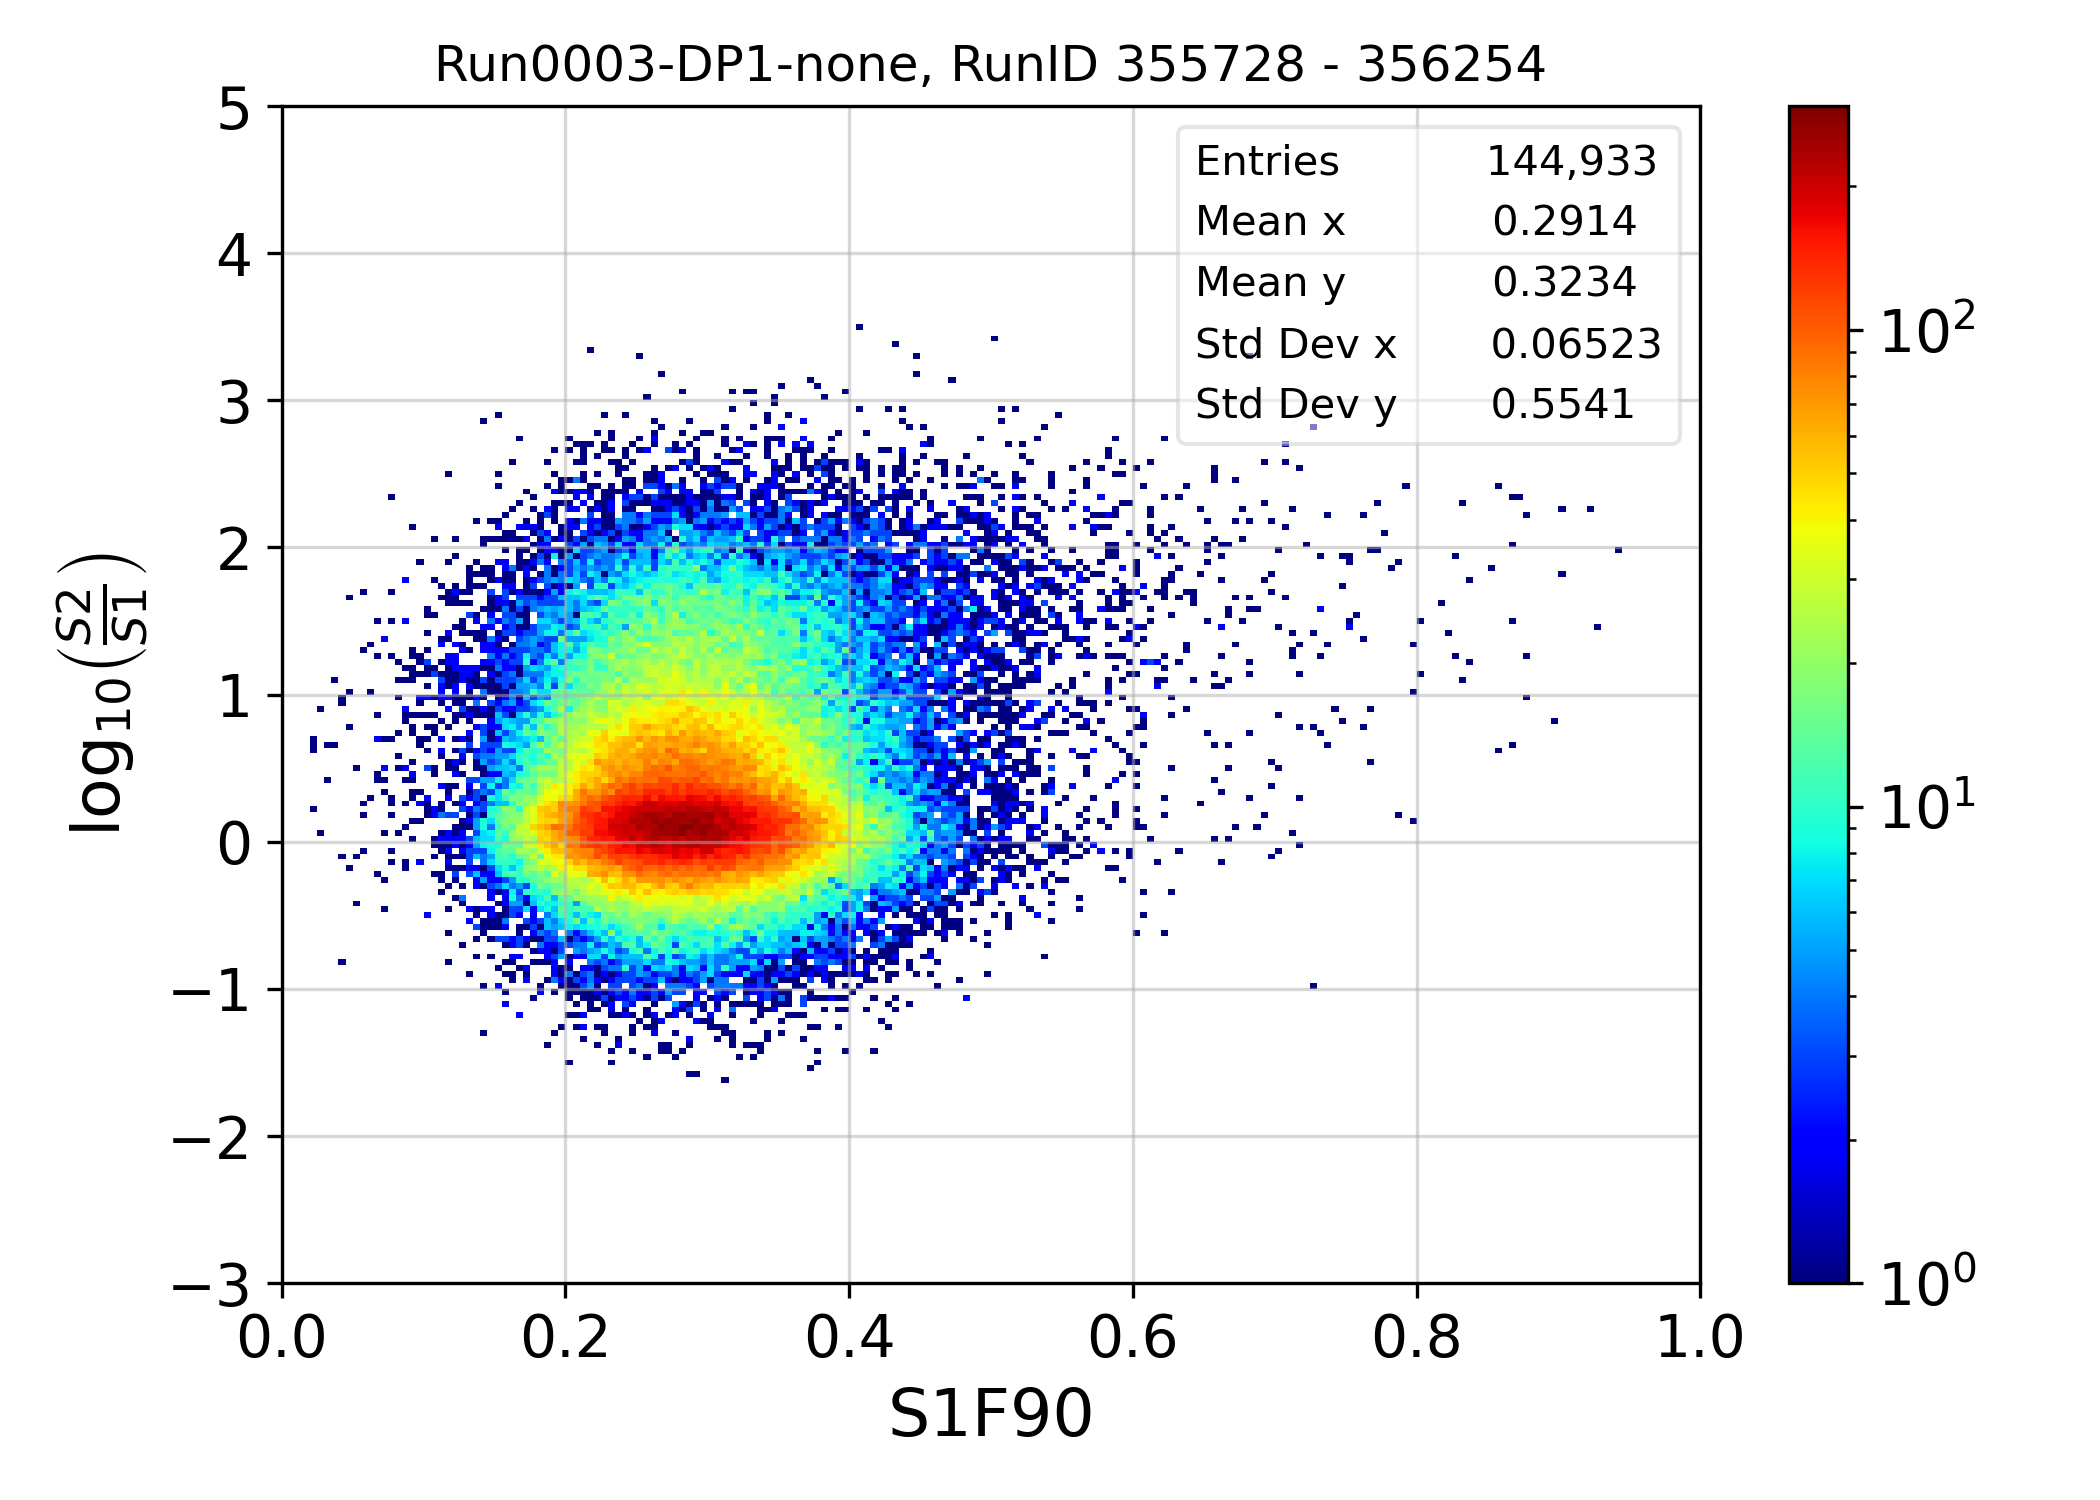 Run0003-DP1-none, RunID 355728 - 356254
Entries 144,933
Mean x 0.2914
Mean y 0.3234
Std Dev x 0.06523
Std Dev y 0.5541
5
4
3
2
1
0
−1
−2
−3
log10(S2/S1)
0.0 0.2 0.4 0.6 0.8 1.0
S1F90
10^2
10^1
10^0